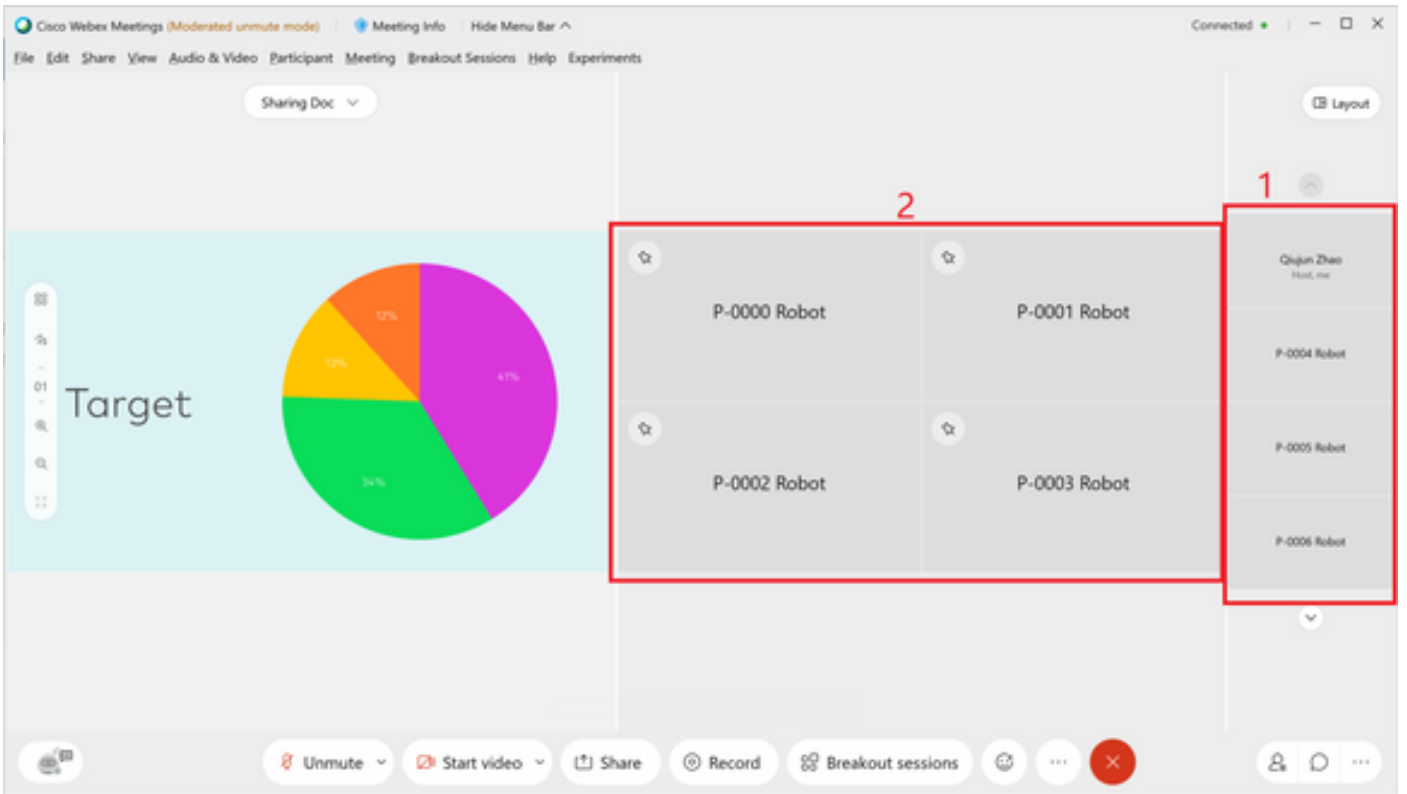 Cisco Webex Meetings (Moderated unmute mode) Meeting Info Hide Menu Bar Connected
File Edit Share View Audio & Video Participant Meeting Breakout Sessions Help Experiments
Sharing Doc
Layout
1
2
Qiujun Zhao
Host, me
P-0000 Robot
P-0001 Robot
P-0004 Robot
01
Target
12%
13%
41%
34%
P-0002 Robot
P-0003 Robot
P-0005 Robot
P-0006 Robot
Unmute Start video Share Record Breakout sessions